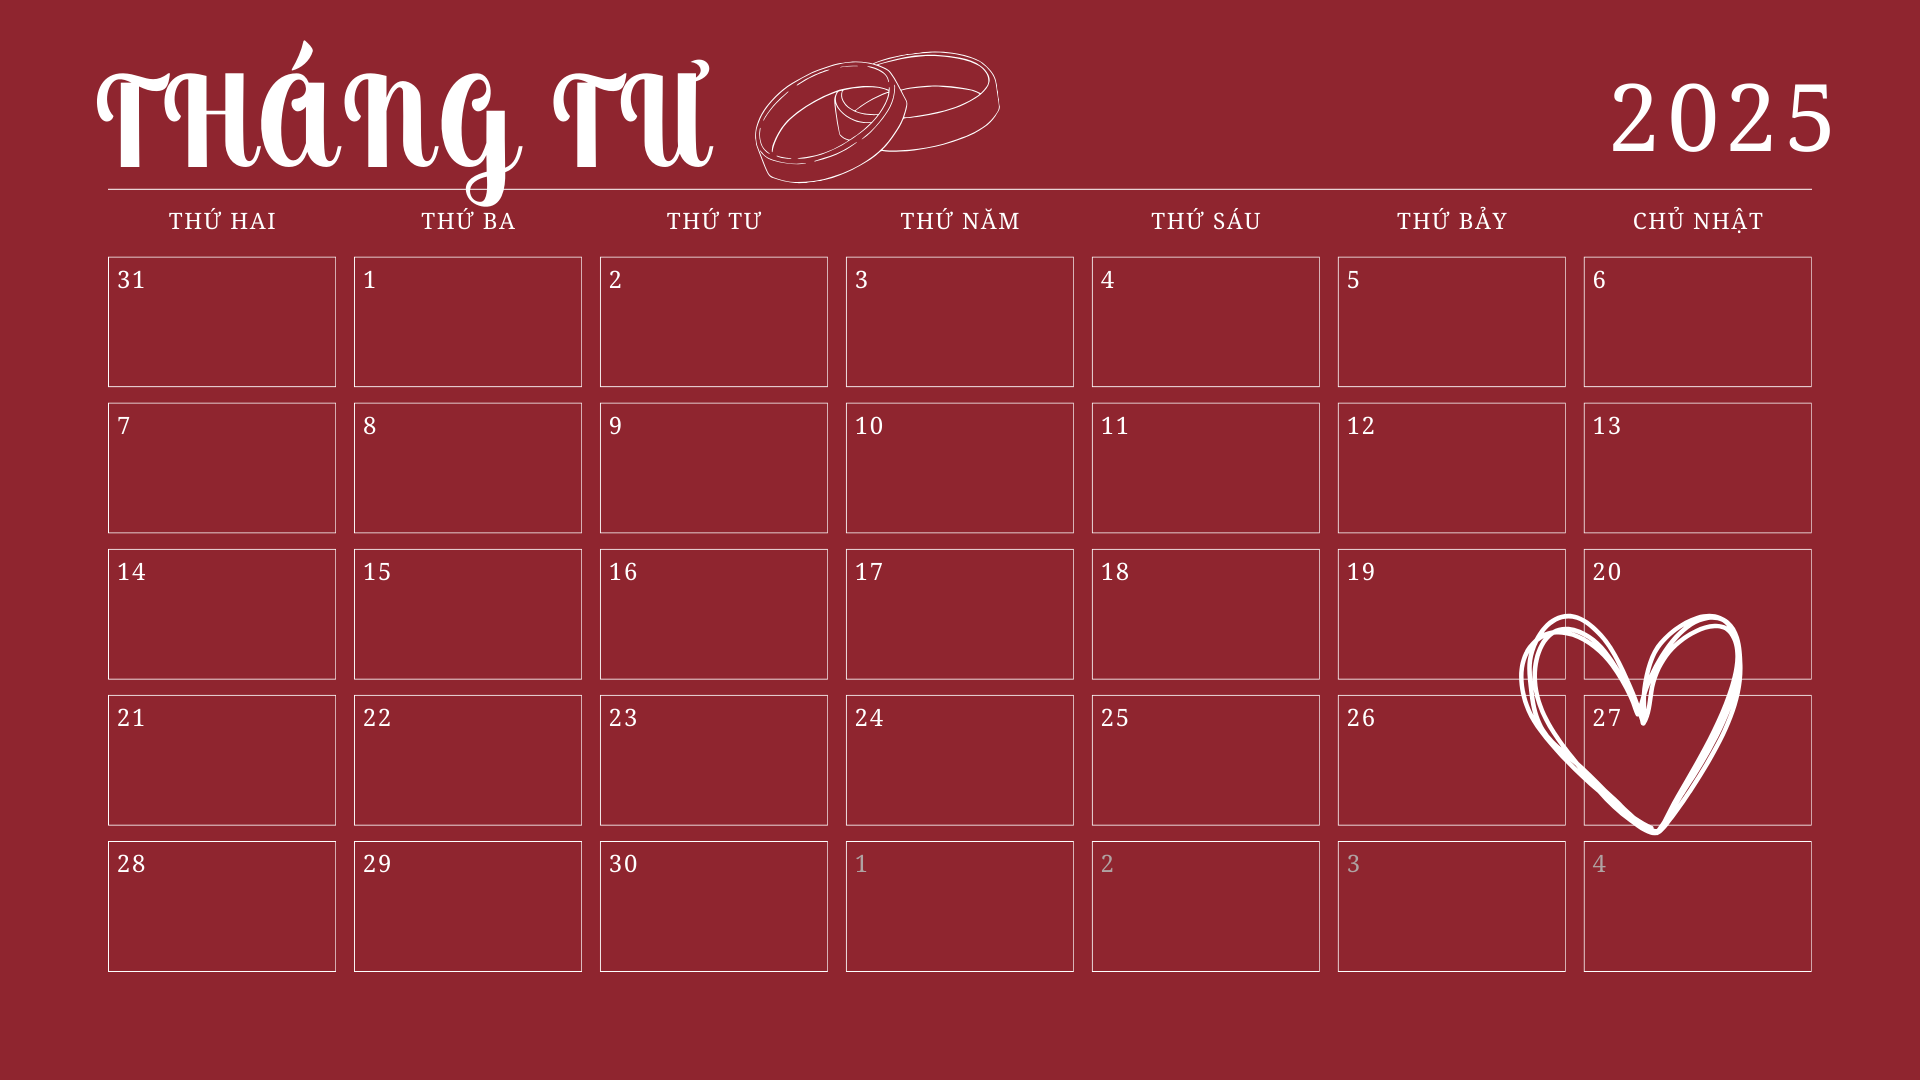 THÁNG TƯ 2025
THỨ HAI THỨ BA THỨ TƯ THỨ NĂM THỨ SÁU THỨ BẢY CHỦ NHẬT
31 1 2 3 4 5 6
7 8 9 10 11 12 13
14 15 16 17 18 19 20
21 22 23 24 25 26 27
28 29 30 1 2 3 4